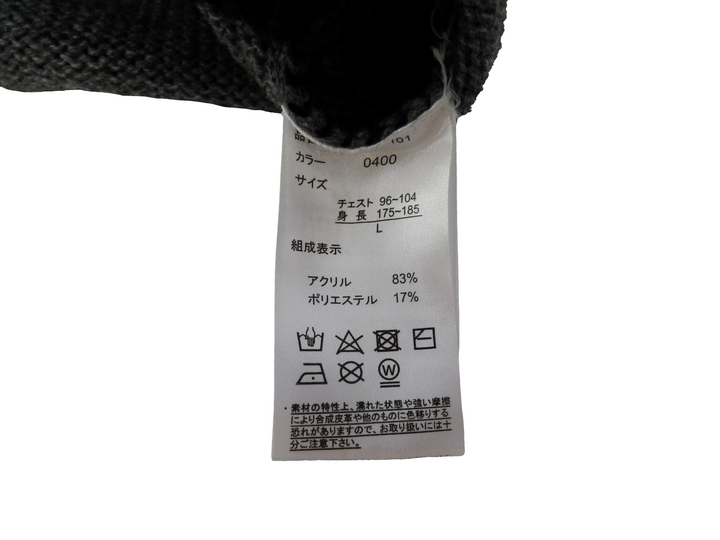 161
カラー 0400
サイズ
チェスト 96~104
身長 175~185
L
組成表示
アクリル 83%
ポリエステル 17%
W
・素材の特性上、濡れた状態や強い摩擦
により合成皮革や他のものに色移りする
恐れがありますので、お取り扱いには十
分ご注意下さい。